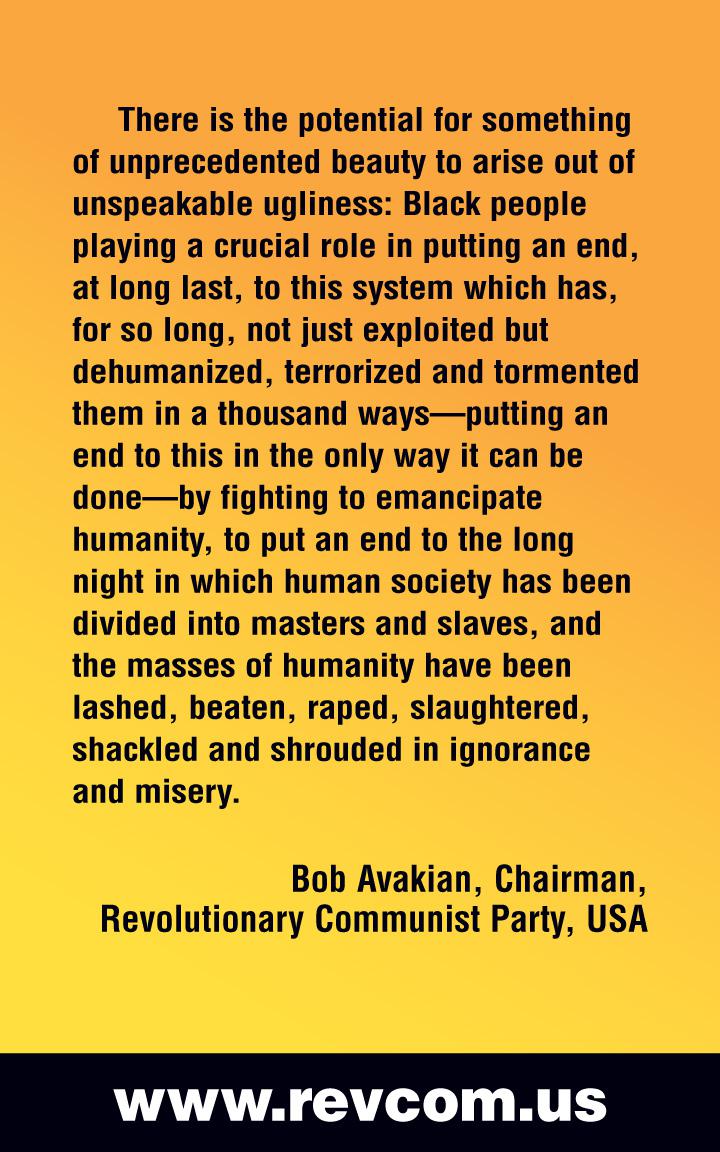 There is the potential for something
of unprecedented beauty to arise out of
unspeakable ugliness: Black people
playing a crucial role in putting an end,
at long last, to this system which has,
for so long, not just exploited but
dehumanized, terrorized and tormented
them in a thousand ways—putting an
end to this in the only way it can be
done—by fighting to emancipate
humanity, to put an end to the long
night in which human society has been
divided into masters and slaves, and
the masses of humanity have been
lashed, beaten, raped, slaughtered,
shackled and shrouded in ignorance
and misery.
Bob Avakian, Chairman,
Revolutionary Communist Party, USA
www.revcom.us